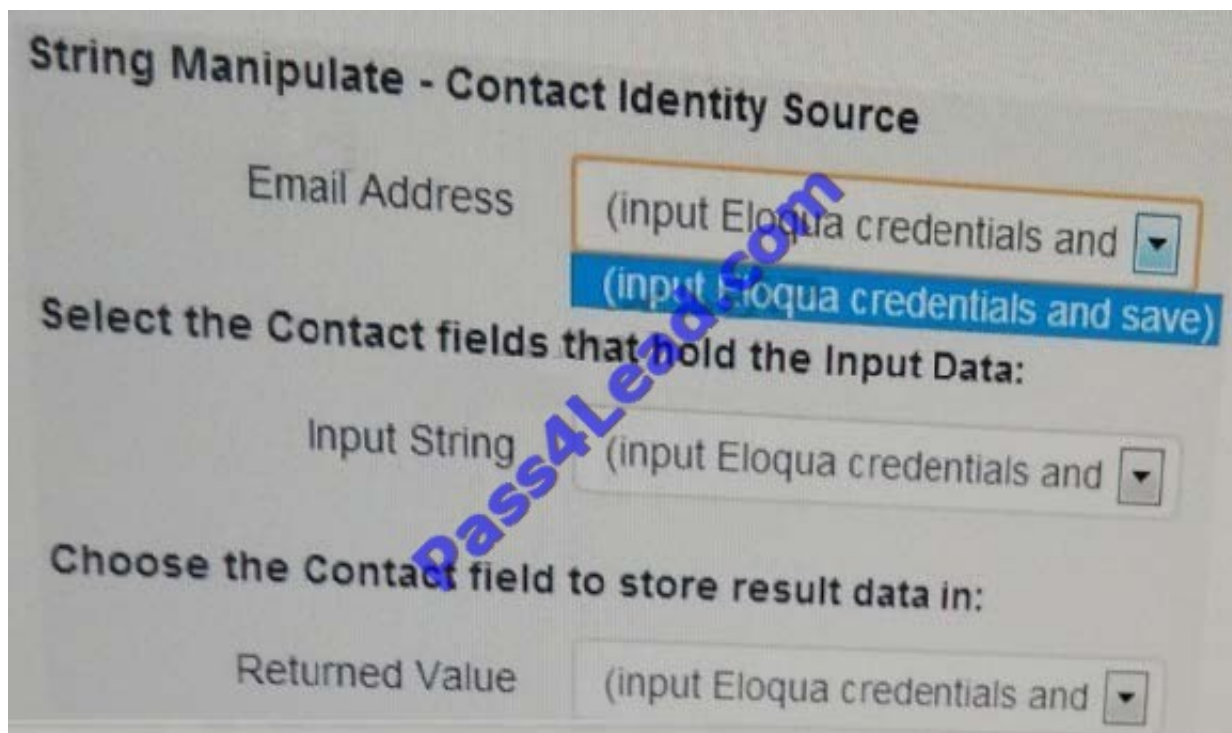 String Manipulate - Contact Identity Source
Email Address
(input Eloqua credentials and
(input Eloqua credentials and save)
Select the Contact fields that hold the Input Data:
Input String
(input Eloqua credentials and
Choose the Contact field to store result data in:
Returned Value
(input Eloqua credentials and
Pass4Lead.com